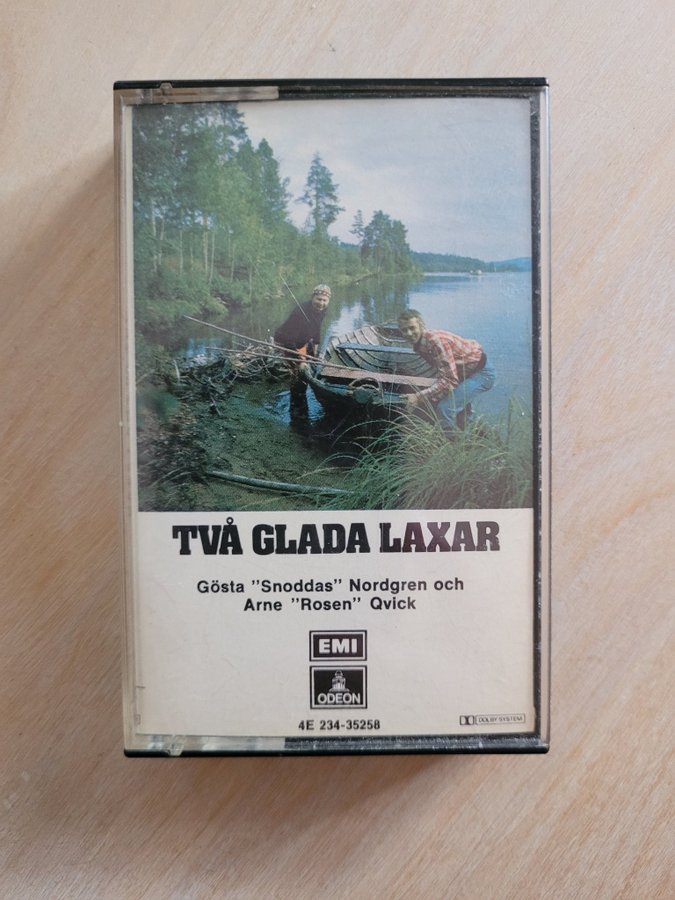 TVÅ GLADA LAXAR
Gösta "Snoddas" Nordgren och
Arne "Rosen" Qvick
EMI
ODEON
4E 234-35258
DOLBY SYSTEM